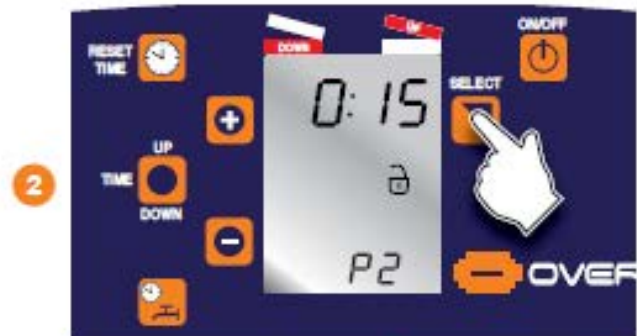 ON/OFF
RESET
TIME
DOWN
UP
SELECT
0:15
UP
TIME
DOWN
2
P2
OVER